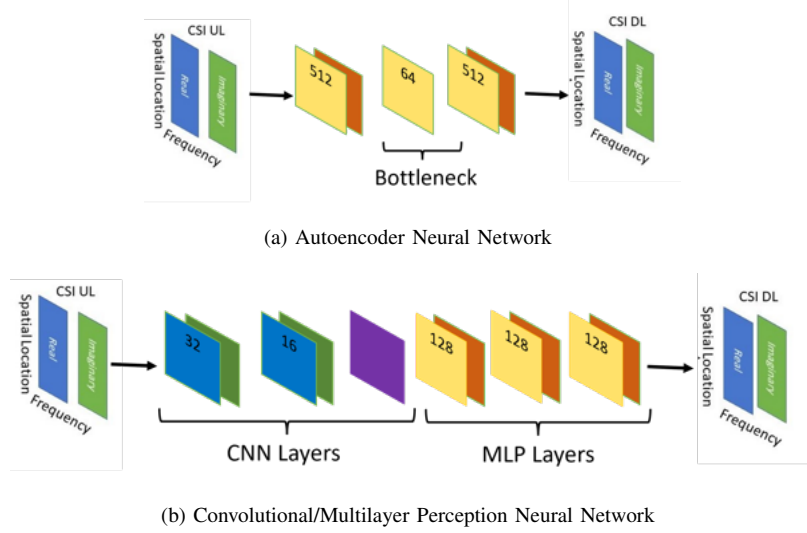 CSI UL
Spatial Location
Real
Imaginary
Frequency
512
64
512
Bottleneck
CSI DL
Spatial Location
Real
Imaginary
Frequency
(a) Autoencoder Neural Network
CSI UL
Spatial Location
Real
Imaginary
Frequency
32
16
CNN Layers
128
128
128
MLP Layers
CSI DL
Spatial Location
Real
Imaginary
Frequency
(b) Convolutional/Multilayer Perception Neural Network